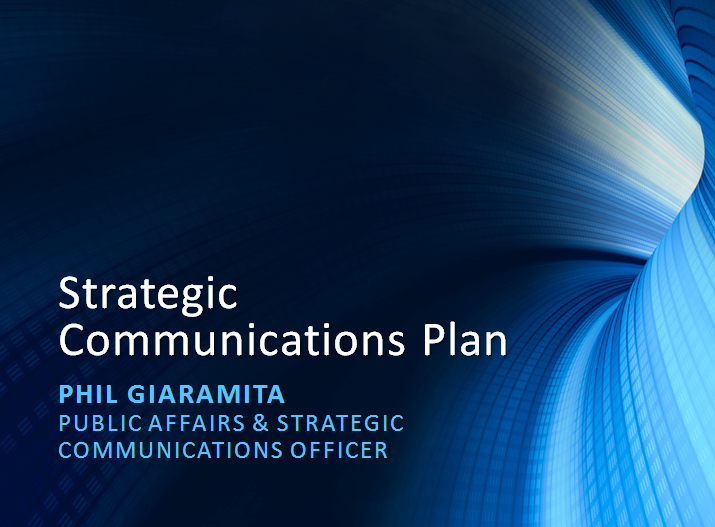 Strategic
Communications Plan
PHIL GIARAMITA
PUBLIC AFFAIRS & STRATEGIC
COMMUNICATIONS OFFICER